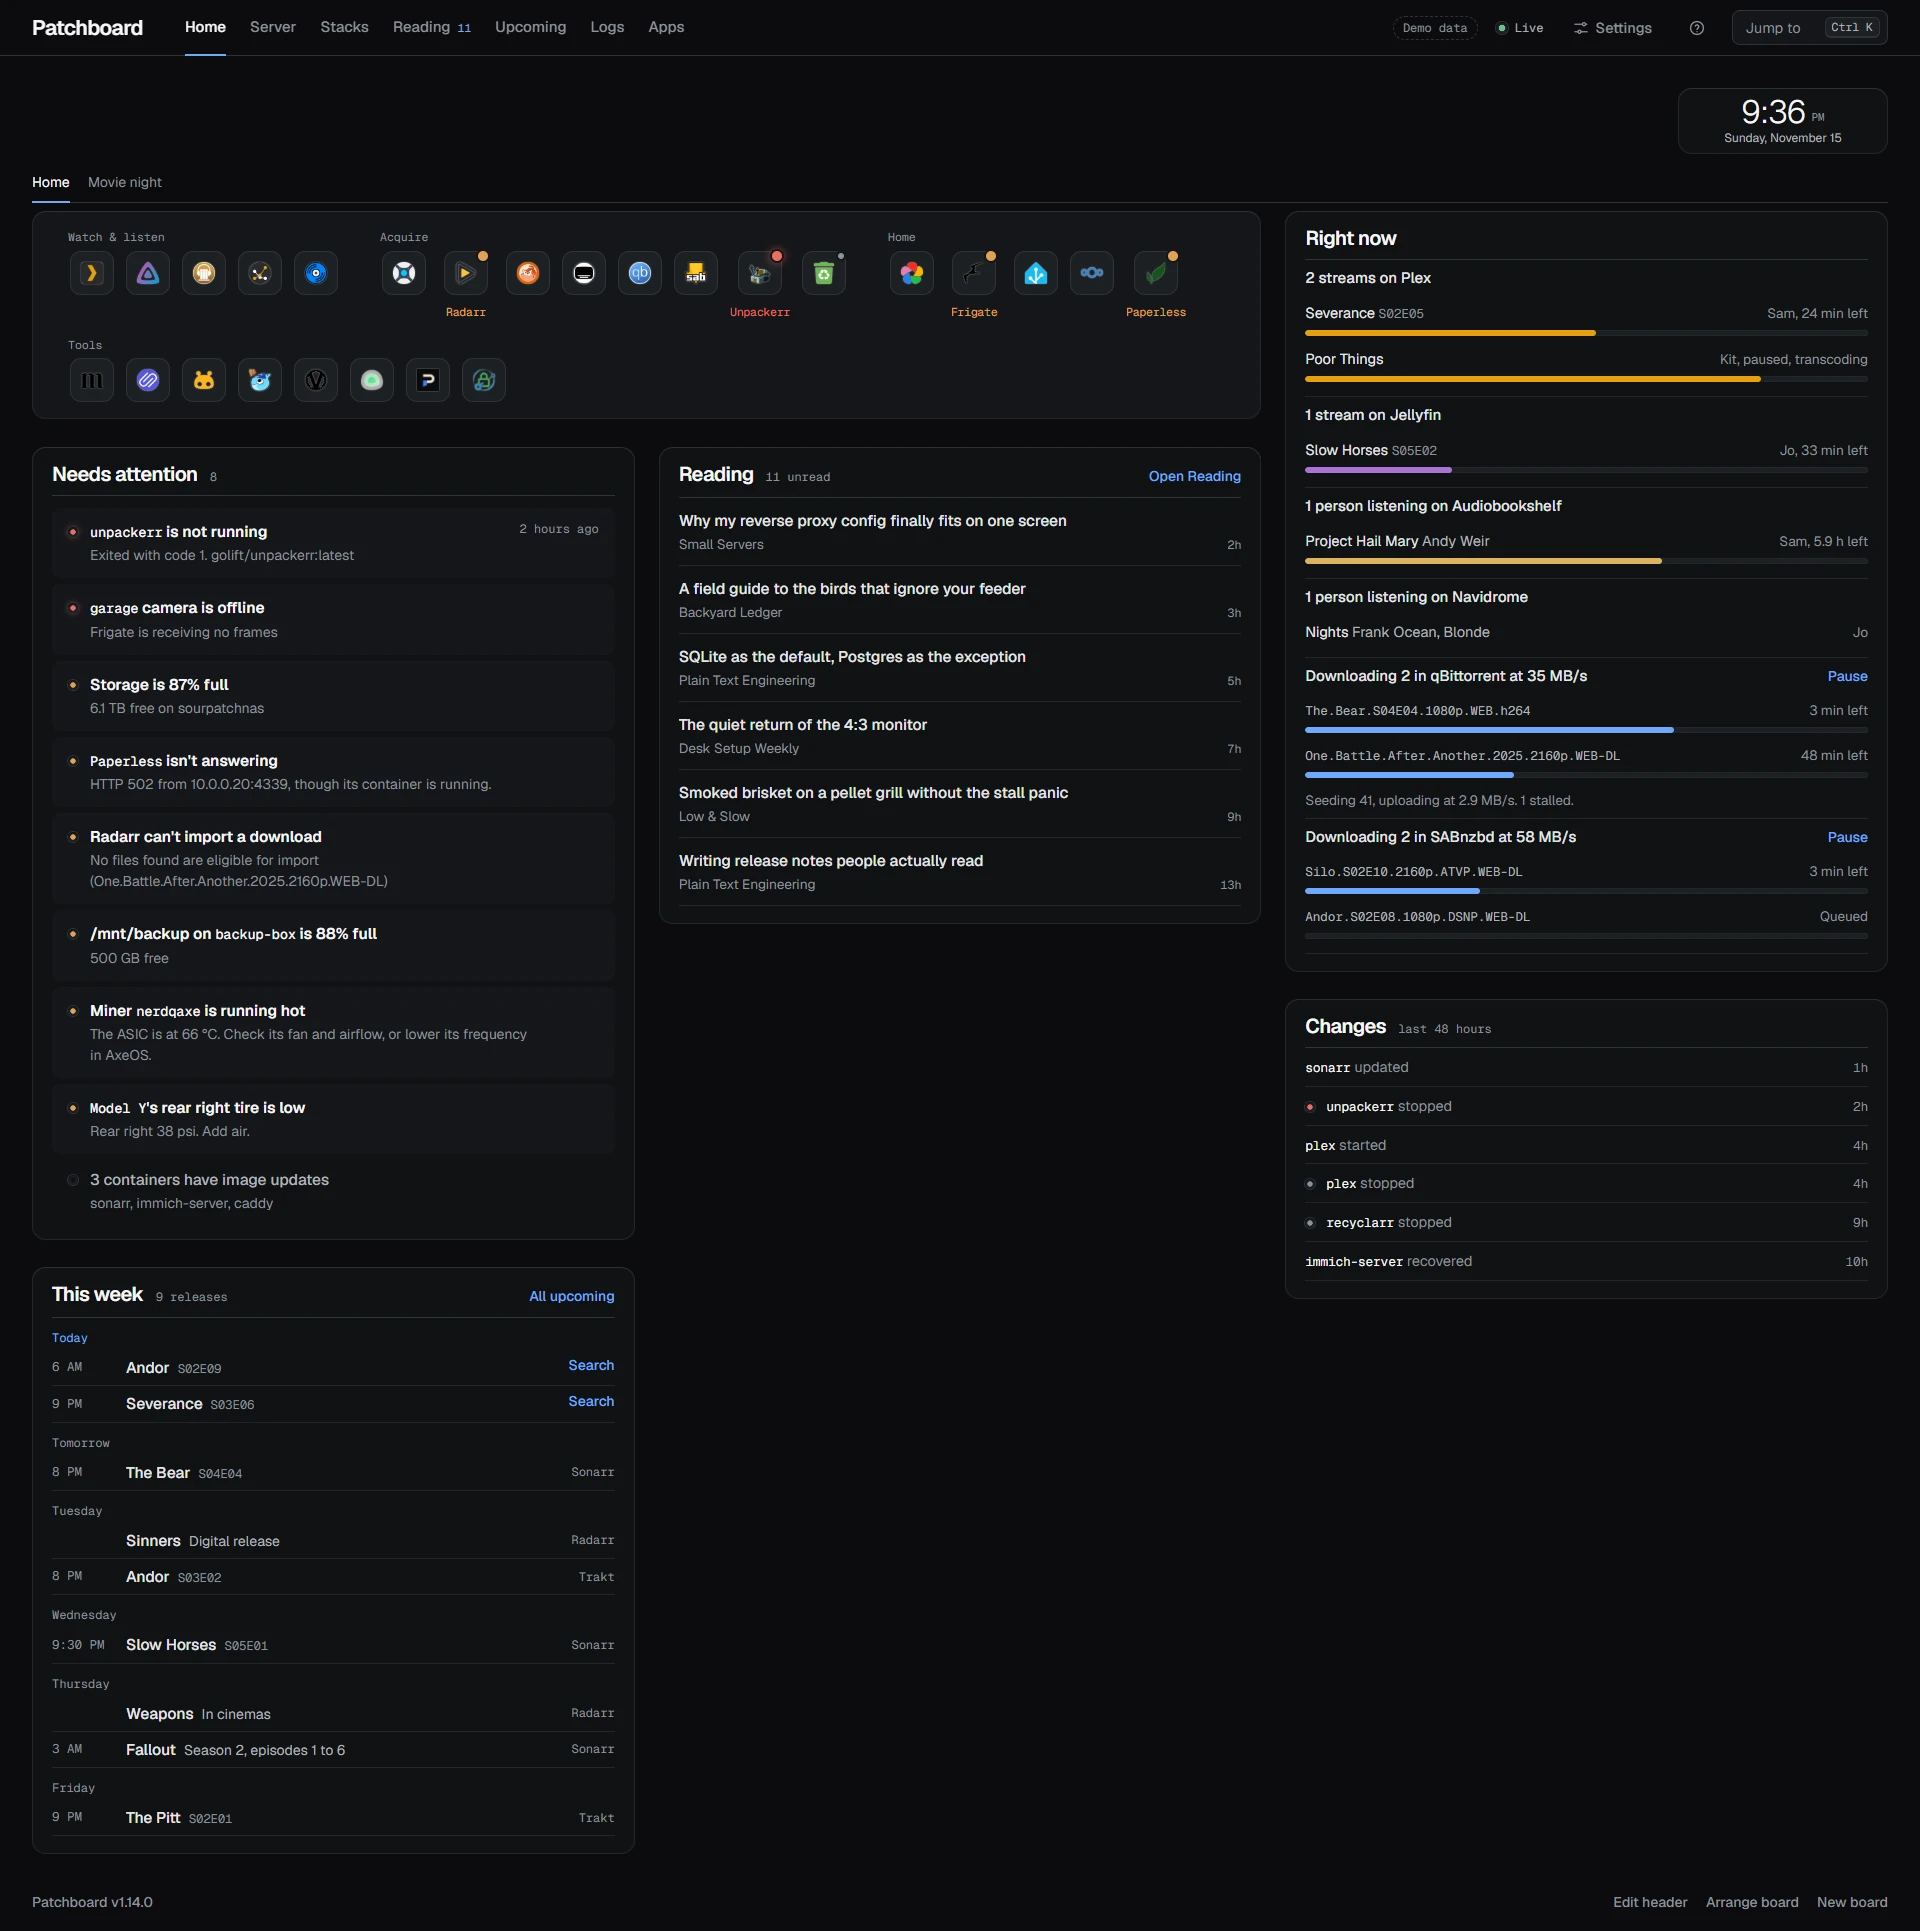 Patchboard
Home Server Stacks Reading 11 Upcoming Logs Apps
Demo data Live Settings ? Jump to Ctrl K
9:36 PM
Sunday, November 15
Home Movie night
Watch & listen
Acquire
Radarr
Unpackerr
Home
Frigate
Paperless
Tools
Needs attention 8
unpackerr is not running 2 hours ago
Exited with code 1. golift/unpackerr:latest
garage camera is offline
Frigate is receiving no frames
Storage is 87% full
6.1 TB free on sourpatchnas
Paperless isn't answering
HTTP 502 from 10.0.0.20:4339, though its container is running.
Radarr can't import a download
No files found are eligible for import
(One.Battle.After.Another.2025.2160p.WEB-DL)
/mnt/backup on backup-box is 88% full
500 GB free
Miner nerdqaxe is running hot
The ASIC is at 66 °C. Check its fan and airflow, or lower its frequency
in AxeOS.
Model Y's rear right tire is low
Rear right 38 psi. Add air.
3 containers have image updates
sonarr, immich-server, caddy
This week 9 releases All upcoming
Today
6 AM Andor S02E09 Search
9 PM Severance S03E06 Search
Tomorrow
8 PM The Bear S04E04 Sonarr
Tuesday
Sinners Digital release Radarr
8 PM Andor S03E02 Trakt
Wednesday
9:30 PM Slow Horses S05E01 Sonarr
Thursday
Weapons In cinemas Radarr
3 AM Fallout Season 2, episodes 1 to 6 Sonarr
Friday
9 PM The Pitt S02E01 Trakt
Reading 11 unread Open Reading
Why my reverse proxy config finally fits on one screen
Small Servers 2h
A field guide to the birds that ignore your feeder
Backyard Ledger 3h
SQLite as the default, Postgres as the exception
Plain Text Engineering 5h
The quiet return of the 4:3 monitor
Desk Setup Weekly 7h
Smoked brisket on a pellet grill without the stall panic
Low & Slow 9h
Writing release notes people actually read
Plain Text Engineering 13h
Right now
2 streams on Plex
Severance S02E05 Sam, 24 min left
Poor Things Kit, paused, transcoding
1 stream on Jellyfin
Slow Horses S05E02 Jo, 33 min left
1 person listening on Audiobookshelf
Project Hail Mary Andy Weir Sam, 5.9 h left
1 person listening on Navidrome
Nights Frank Ocean, Blonde Jo
Downloading 2 in qBittorrent at 35 MB/s Pause
The.Bear.S04E04.1080p.WEB.h264 3 min left
One.Battle.After.Another.2025.2160p.WEB-DL 48 min left
Seeding 41, uploading at 2.9 MB/s. 1 stalled.
Downloading 2 in SABnzbd at 58 MB/s Pause
Silo.S02E10.2160p.ATVP.WEB-DL 3 min left
Andor.S02E08.1080p.DSNP.WEB-DL Queued
Changes last 48 hours
sonarr updated 1h
unpackerr stopped 2h
plex started 4h
plex stopped 4h
recyclarr stopped 9h
immich-server recovered 10h
Patchboard v1.14.0
Edit header Arrange board New board